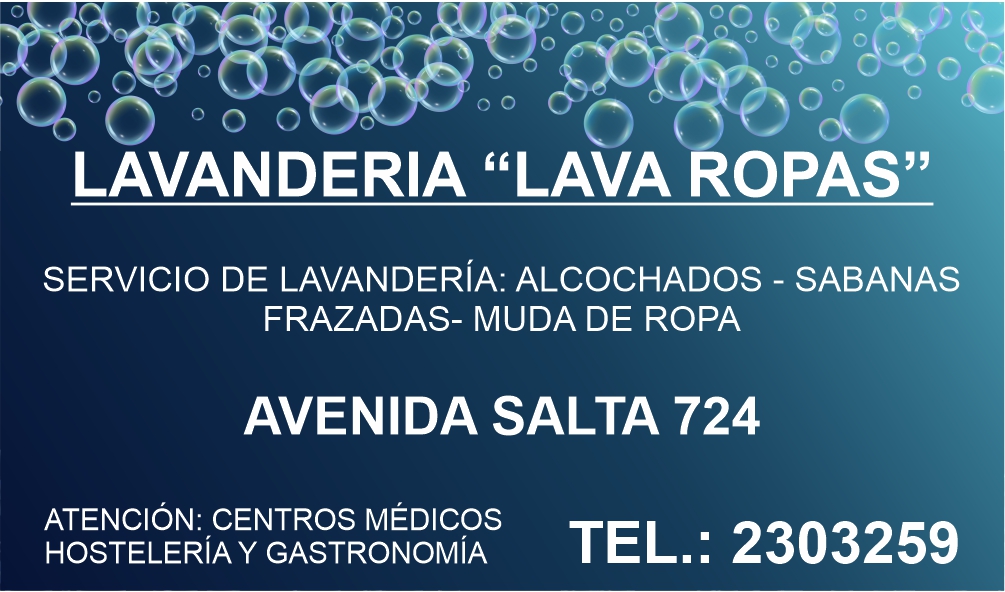 LAVANDERIA “LAVA ROPAS”
SERVICIO DE LAVANDERÍA: ALCOCHADOS - SABANAS
FRAZADAS- MUDA DE ROPA
AVENIDA SALTA 724
ATENCIÓN: CENTROS MÉDICOS
HOSTELERÍA Y GASTRONOMÍA
TEL.: 2303259